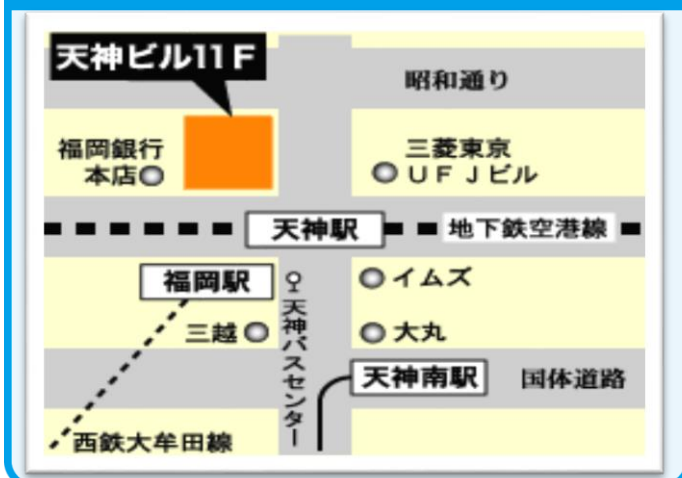 天神ビル11F
昭和通り
福岡銀行
本店
三菱東京
UFJビル
天神駅
地下鉄空港線
福岡駅
イムズ
三越
大丸
天神バスセンター
天神南駅
国体道路
西鉄大牟田線